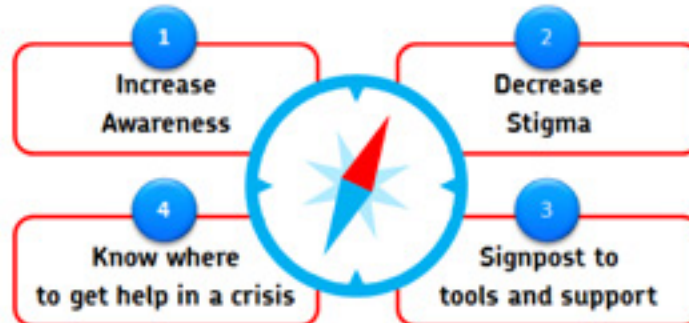 1
Increase
Awareness
2
Decrease
Stigma
4
Know where
to get help in a crisis
3
Signpost to
tools and support